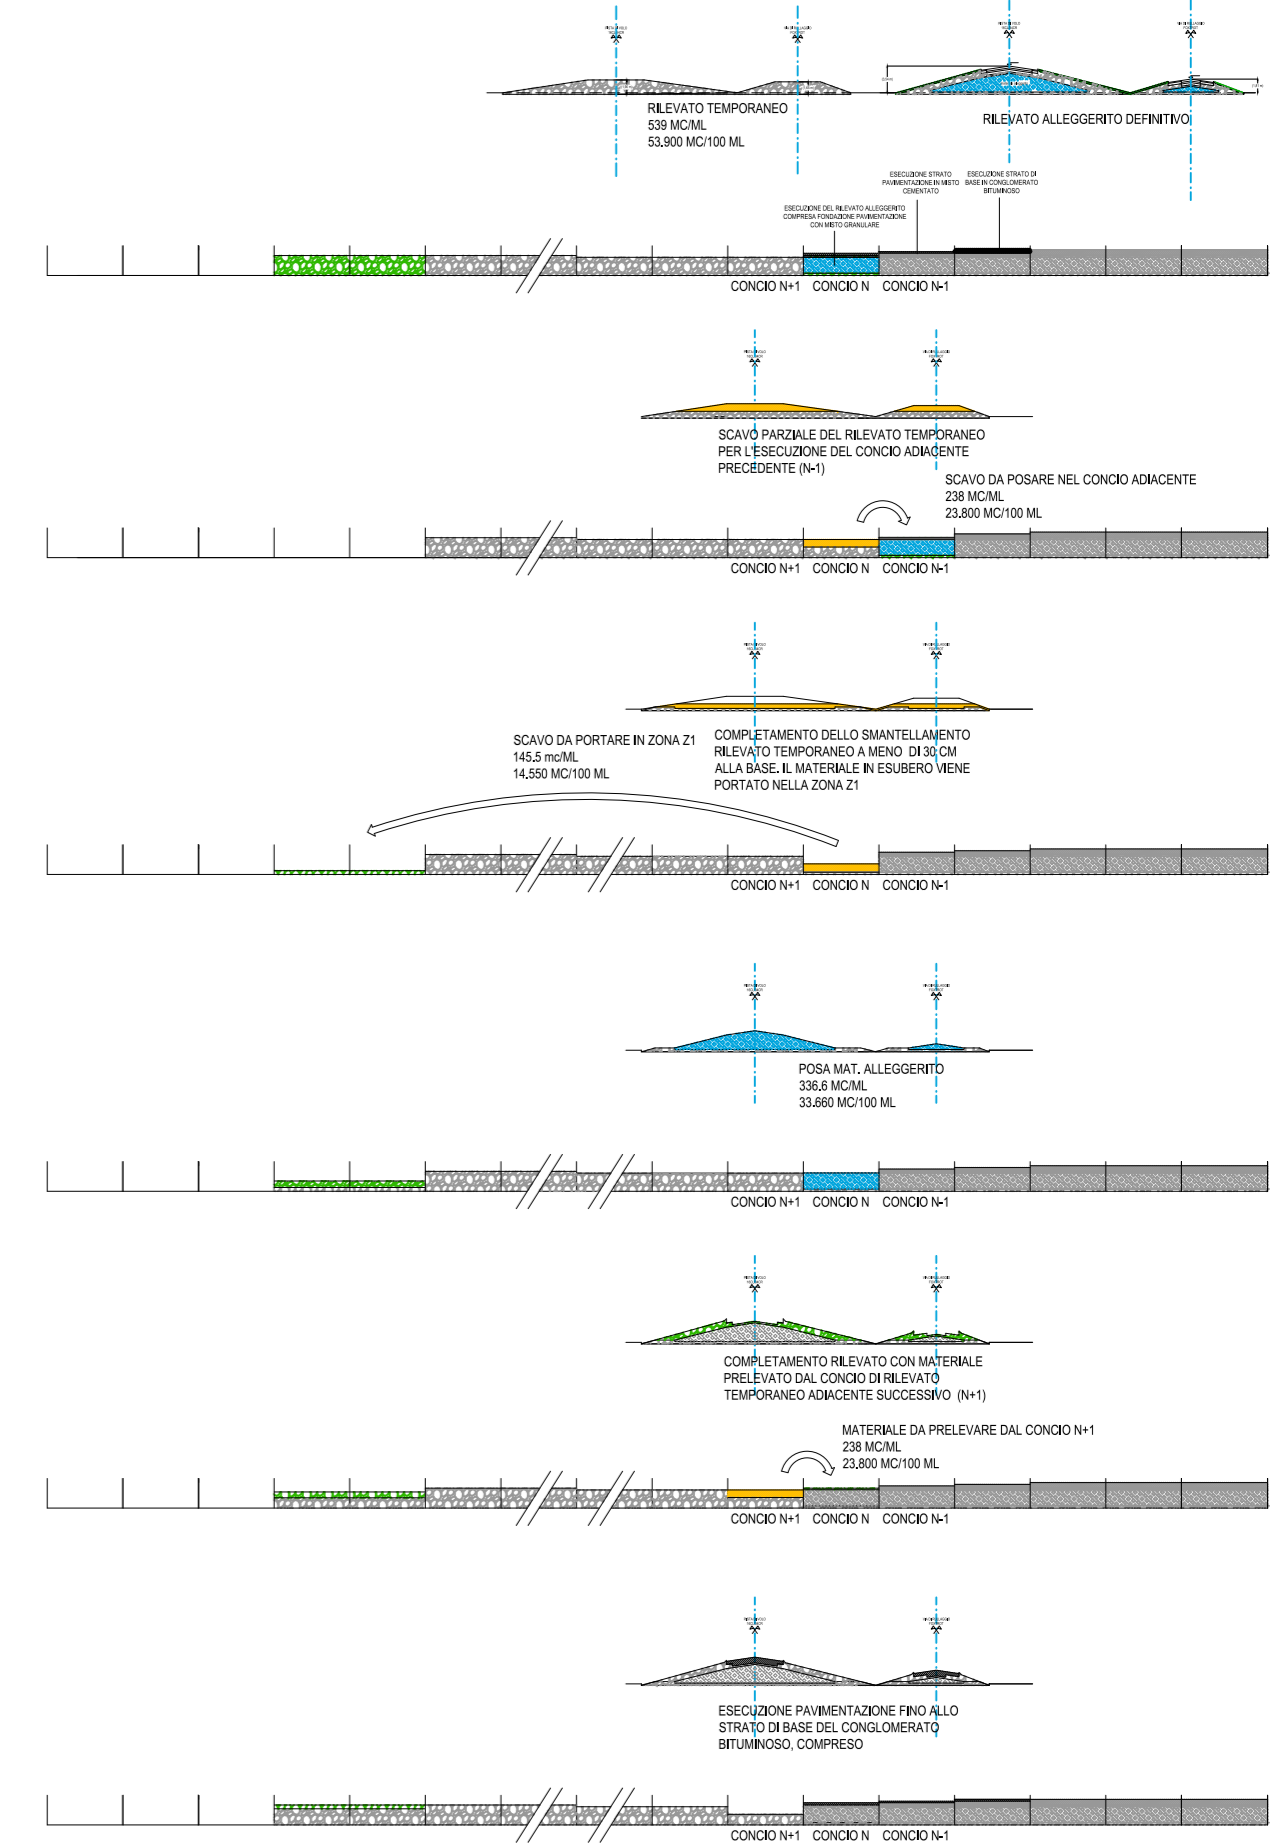 RILEVATO TEMPORANEO
539 MC/ML
53.900 MC/100 ML
RILEVATO ALLEGGERITO DEFINITIVO
ESECUZIONE DEL RILEVATO ALLEGGERITO
COMPRESA FONDAZIONE PAVIMENTAZIONE
CON MISTO GRANULARE
ESECUZIONE STRATO
PAVIMENTAZIONE IN MISTO
CEMENTATO
ESECUZIONE STRATO DI
BASE IN CONGLOMERATO
BITUMINOSO
CONCIO N+1 CONCIO N CONCIO N-1
SCAVO PARZIALE DEL RILEVATO TEMPORANEO
PER L'ESECUZIONE DEL CONCIO ADIACENTE
PRECEDENTE (N-1)
SCAVO DA POSARE NEL CONCIO ADIACENTE
238 MC/ML
23.800 MC/100 ML
CONCIO N+1 CONCIO N CONCIO N-1
SCAVO DA PORTARE IN ZONA Z1
145.5 mc/ML
14.550 MC/100 ML
COMPLETAMENTO DELLO SMANTELLAMENTO
RILEVATO TEMPORANEO A MENO DI 30 CM
ALLA BASE. IL MATERIALE IN ESUBERO VIENE
PORTATO NELLA ZONA Z1
CONCIO N+1 CONCIO N CONCIO N-1
POSA MAT. ALLEGGERITO
336.6 MC/ML
33.660 MC/100 ML
CONCIO N+1 CONCIO N CONCIO N-1
COMPLETAMENTO RILEVATO CON MATERIALE
PRELEVATO DAL CONCIO DI RILEVATO
TEMPORANEO ADIACENTE SUCCESSIVO (N+1)
MATERIALE DA PRELEVARE DAL CONCIO N+1
238 MC/ML
23.800 MC/100 ML
CONCIO N+1 CONCIO N CONCIO N-1
ESECUZIONE PAVIMENTAZIONE FINO ALLO
STRATO DI BASE DEL CONGLOMERATO
BITUMINOSO, COMPRESO
CONCIO N+1 CONCIO N CONCIO N-1